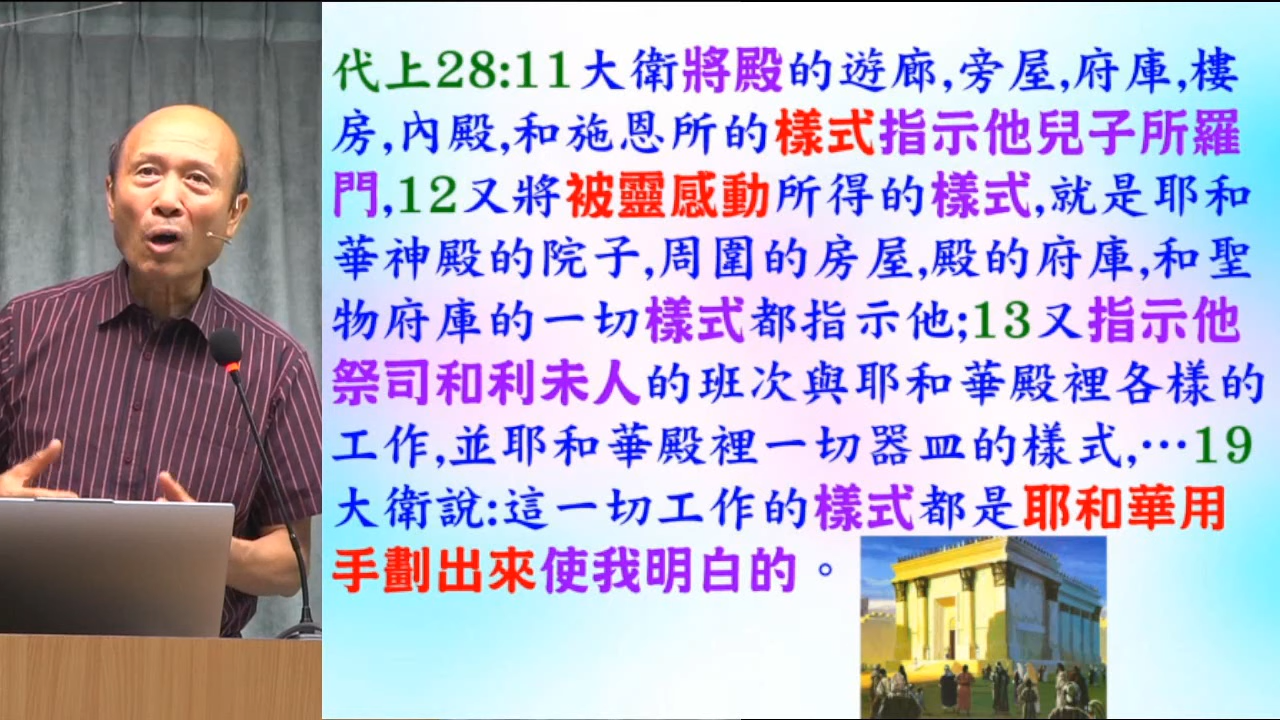 代上28:11大衛將殿的遊廊,旁屋,府庫,樓
房,內殿,和施恩所的樣式指示他兒子所羅
門,12又將被靈感動所得的樣式,就是耶和
華神殿的院子,周圍的房屋,殿的府庫,和聖
物府庫的一切樣式都指示他;13又指示他
祭司和利未人的班次與耶和華殿裡各樣的
工作,並耶和華殿裡一切器皿的樣式,…19
大衛說:這一切工作的樣式都是耶和華用
手劃出來使我明白的。